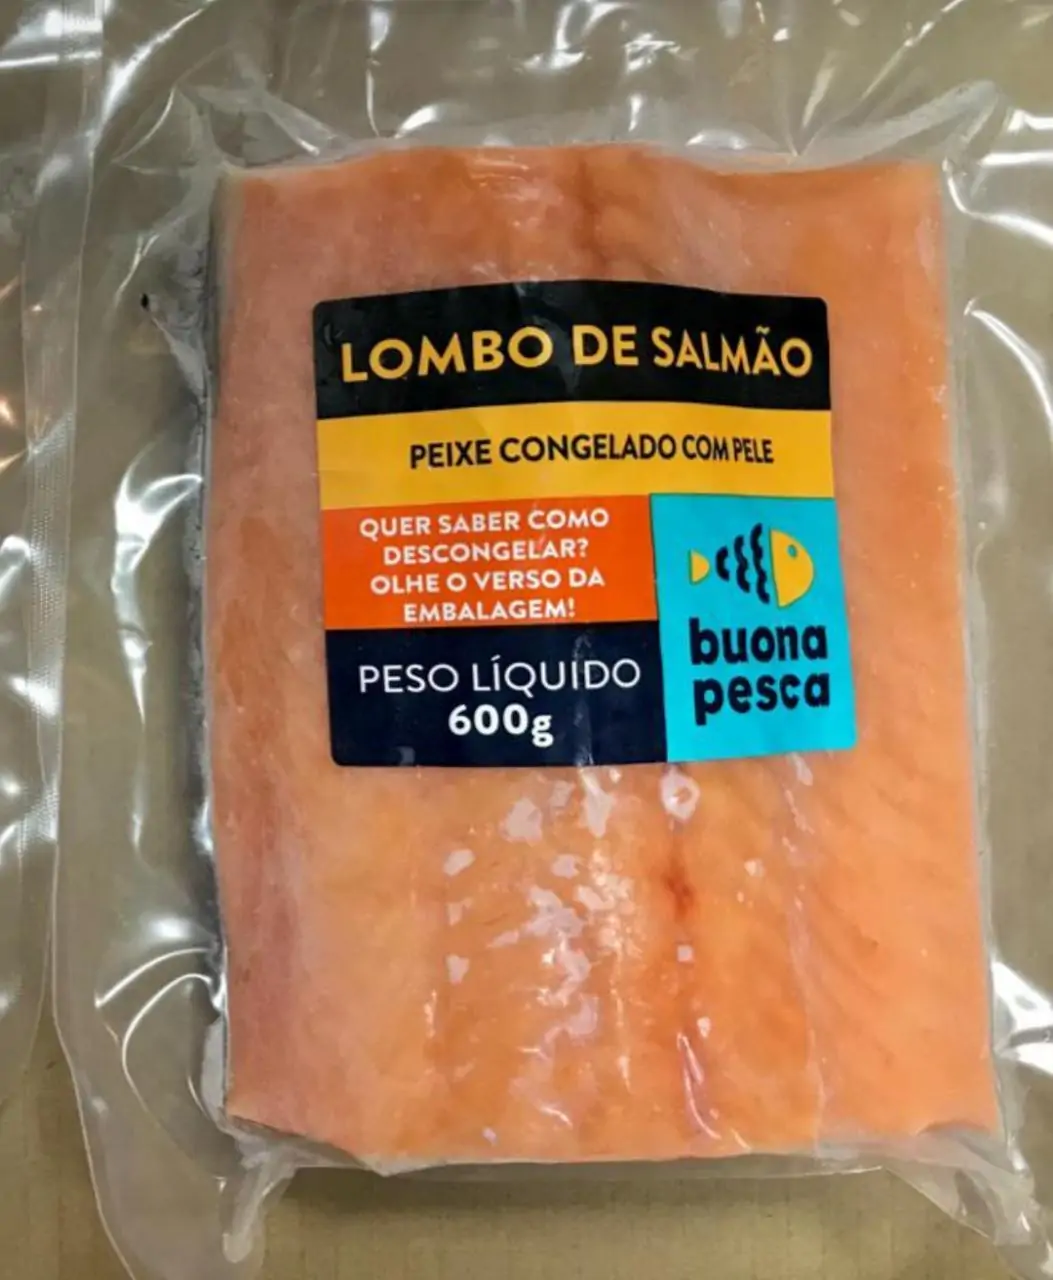 LOMBO DE SALMÃO
PEIXE CONGELADO COM PELE
QUER SABER COMO
DESCONGELAR?
OLHE O VERSO DA
EMBALAGEM!
PESO LÍQUIDO
600g
buona
pesca